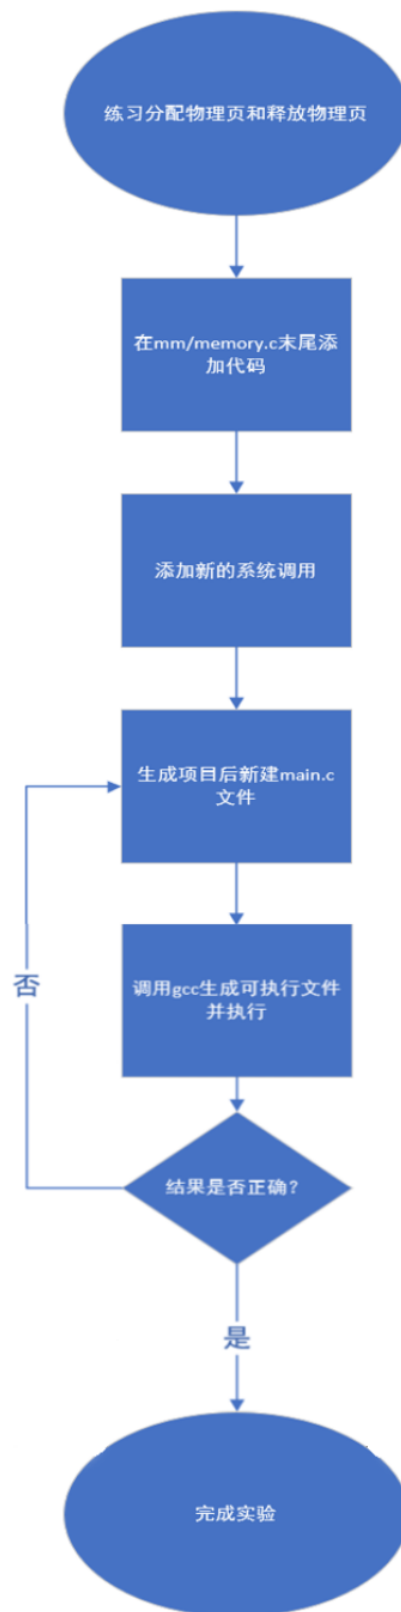 练习分配物理页和释放物理页
在mm/memory.c末尾添
加代码
添加新的系统调用
生成项目后新建main.c
文件
调用gcc生成可执行文件
并执行
否
结果是否正确?
是
完成实验